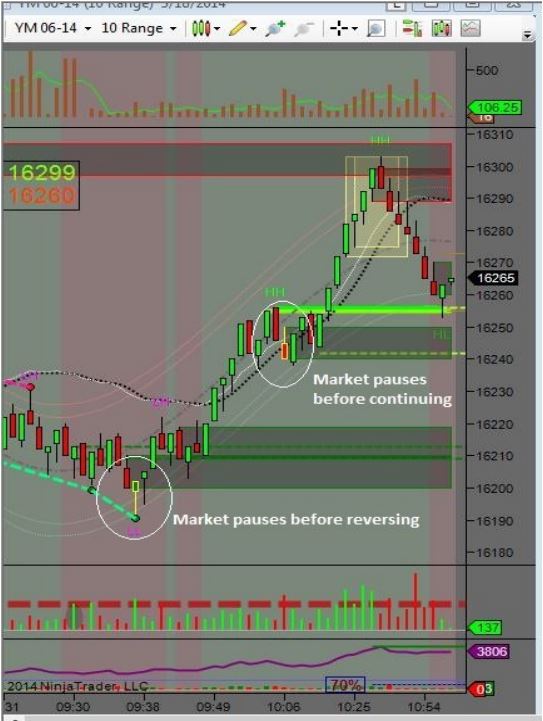 YM 06-14 (10 Range) 5/18/2014
YM 06-14 10 Range
500
106.25
16
HH
16310
16300
16299
16260
16290
16280
16270
16265
HH
16260
16250
HL
16240
Market pauses
before continuing
16230
16220
16210
16200
Market pauses before reversing
16190
LL
16180
137
3806
2014 NinjaTrader, LLC
70%
03
31 09:30 09:38 09:49 10:06 10:25 10:54